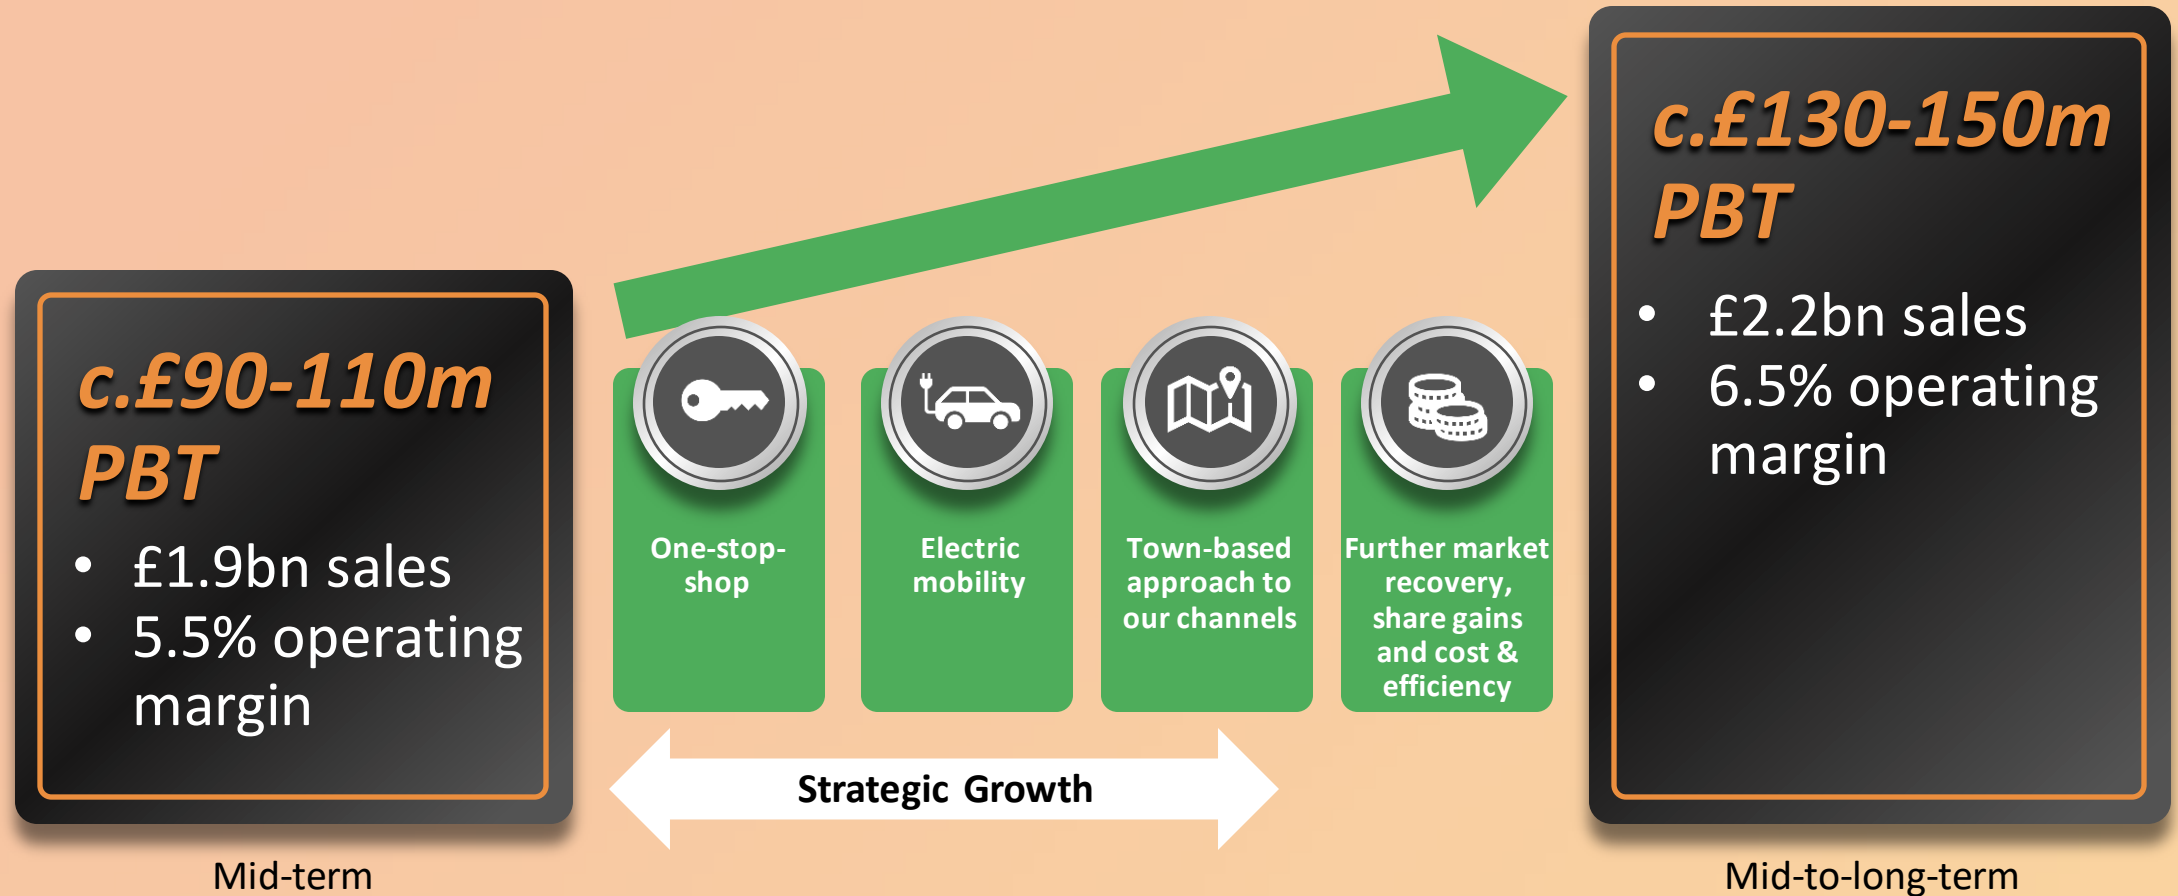 c.£90-110m
PBT
• £1.9bn sales
• 5.5% operating
margin
Mid-term
One-stop-
shop
Electric
mobility
Town-based
approach to
our channels
Further market
recovery,
share gains
and cost &
efficiency
Strategic Growth
c.£130-150m
PBT
• £2.2bn sales
• 6.5% operating
margin
Mid-to-long-term